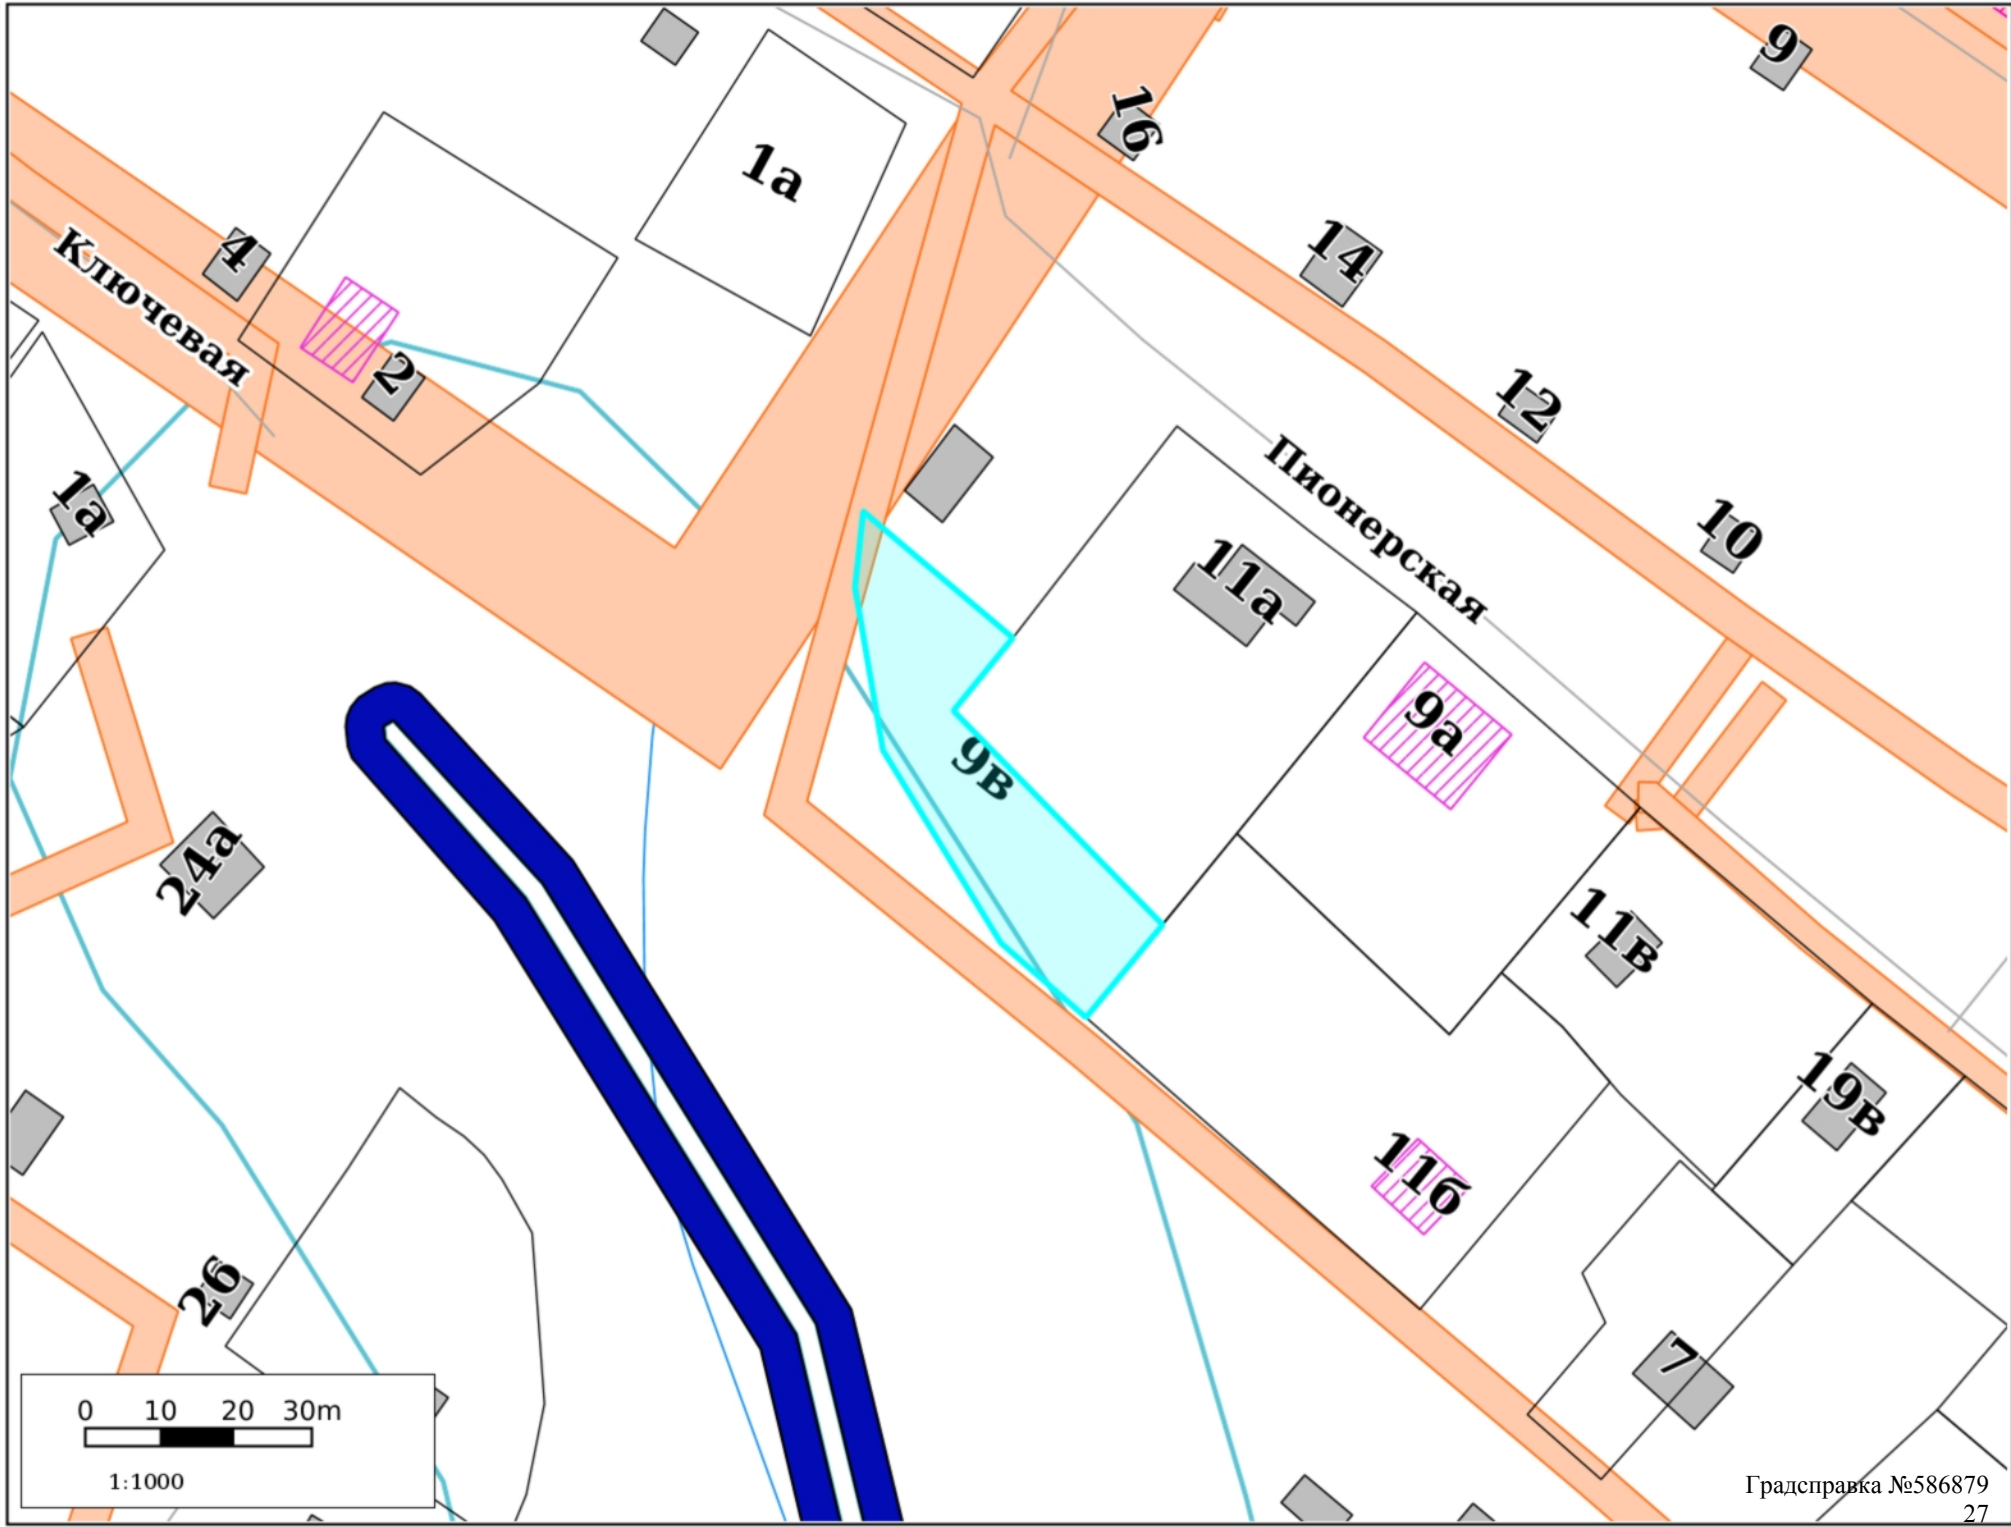 9
16
1а
14
4
Ключевая
2
12
Пионерская
10
1а
11а
9а
9в
24а
11в
19в
11б
26
7
0 10 20 30m
1:1000
Градсправка №586879
27